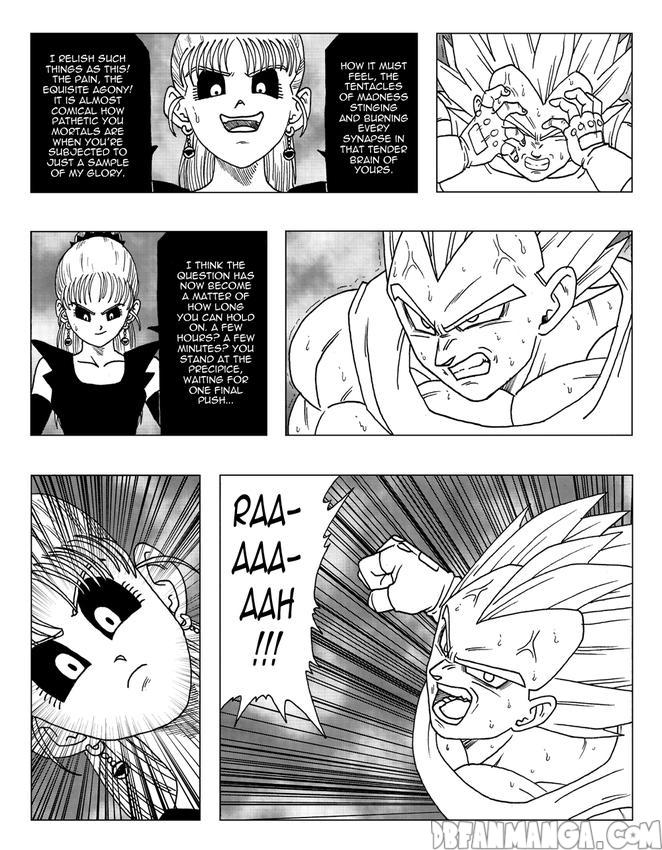 I RELISH SUCH
THINGS AS THIS!
THE PAIN, THE
EQUISITE AGONY!
IT IS ALMOST
COMICAL HOW
PATHETIC YOU
MORTALS ARE
WHEN YOU'RE
SUBJECTED TO
JUST A SAMPLE
OF MY GLORY.
HOW IT MUST
FEEL, THE
TENTACLES
OF MADNESS
STINGING
AND BURNING
EVERY
SYNAPSE IN
THAT TENDER
BRAIN OF
YOURS.
I THINK THE
QUESTION HAS
NOW BECOME
A MATTER OF
HOW LONG
YOU CAN HOLD
ON. A FEW
HOURS? A FEW
MINUTES? YOU
STAND AT THE
PRECIPICE,
WAITING FOR
ONE FINAL
PUSH...
RAA-
AAA-
AAH
!!!
DBFANMANGA.COM